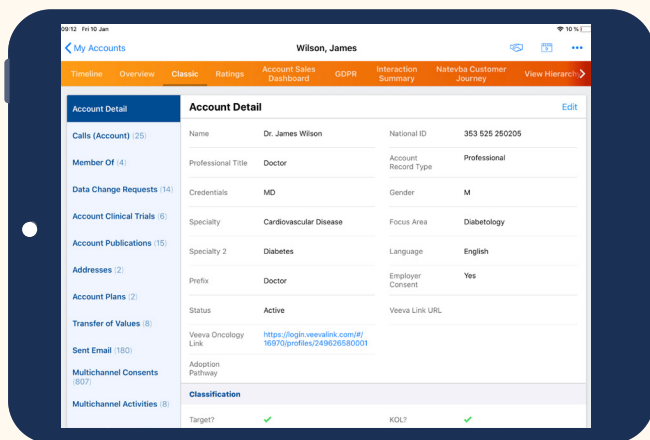 09:12 Fri 10 Jan
10 %
My Accounts
Wilson, James
Timeline
Overview
Classic
Ratings
Account Sales
Dashboard
GDPR
Interaction
Summary
Natevba Customer
Journey
View Hierarchy
Account Detail
Calls (Account) (25)
Member Of (4)
Data Change Requests (14)
Account Clinical Trials (6)
Account Publications (15)
Addresses (2)
Account Plans (2)
Transfer of Values (8)
Sent Email (180)
Multichannel Consents
(807)
Multichannel Activities (8)
Account Detail
Edit
Name
Dr. James Wilson
National ID
353 525 250205
Professional Title
Doctor
Account
Record Type
Professional
Credentials
MD
Gender
M
Specialty
Cardiovascular Disease
Focus Area
Diabetology
Specialty 2
Diabetes
Language
English
Prefix
Doctor
Employer
Consent
Yes
Status
Active
Veeva Link URL
Veeva Oncology
Link
https://login.veevalink.com/#/
16970/profiles/249626580001
Adoption
Pathway
Classification
Target?
KOL?